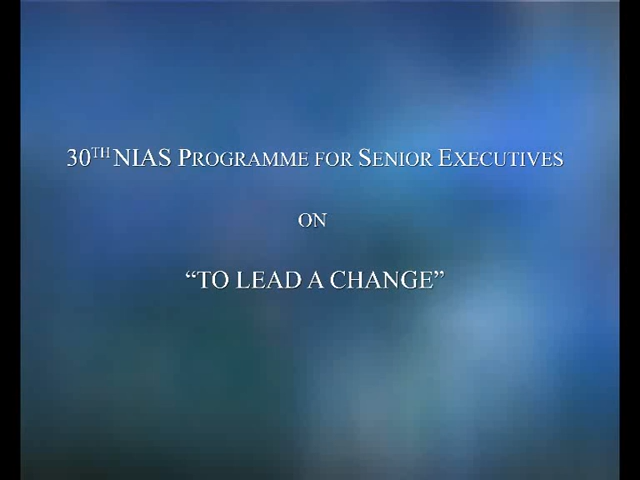 30TH NIAS PROGRAMME FOR SENIOR EXECUTIVES
ON
“TO LEAD A CHANGE”